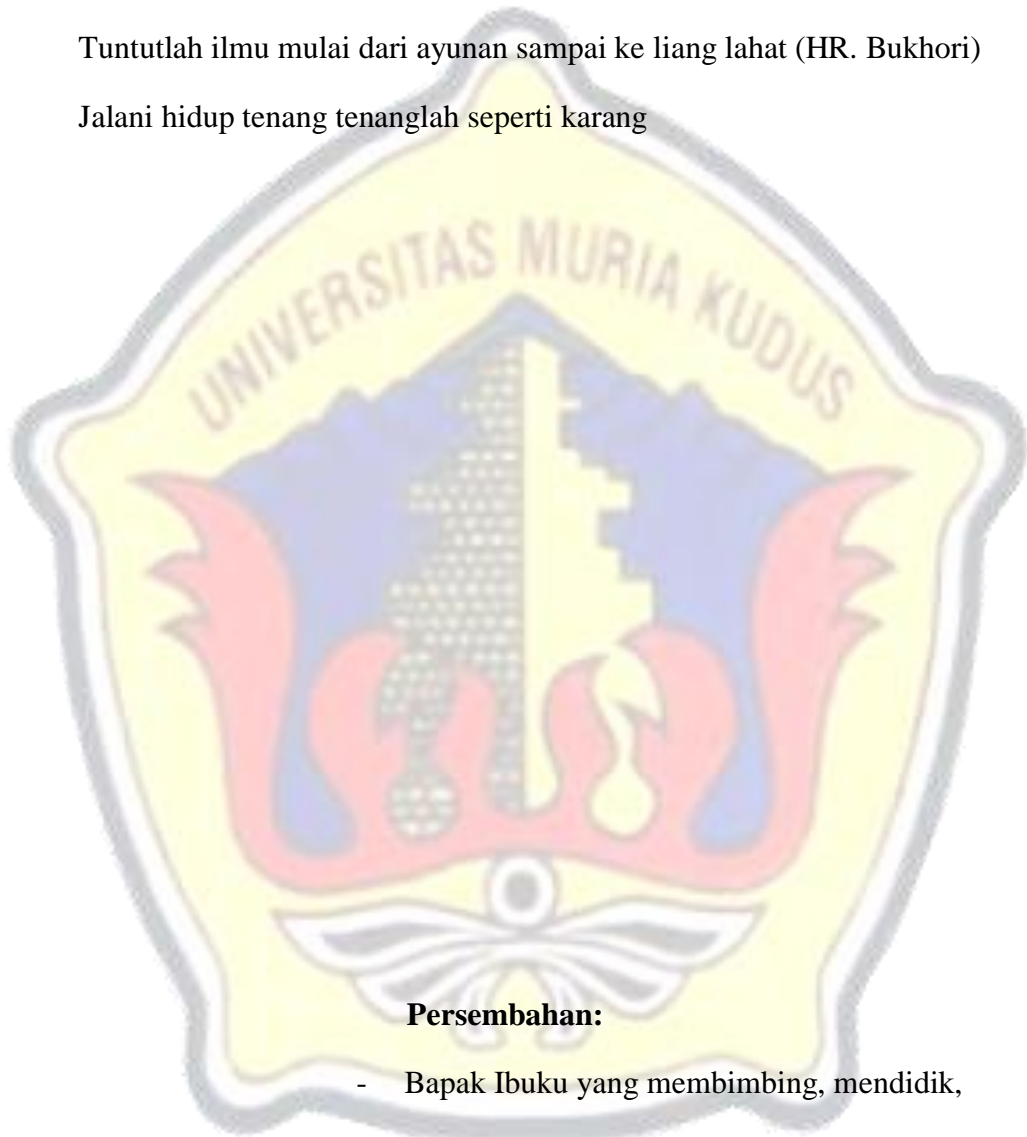 Tuntutlah ilmu mulai dari ayunan sampai ke liang lahat (HR. Bukhori)
Jalani hidup tenang tenanglah seperti karang
UNIVERSITAS MURIA KUDUS
Persembahan:
- Bapak Ibuku yang membimbing, mendidik,